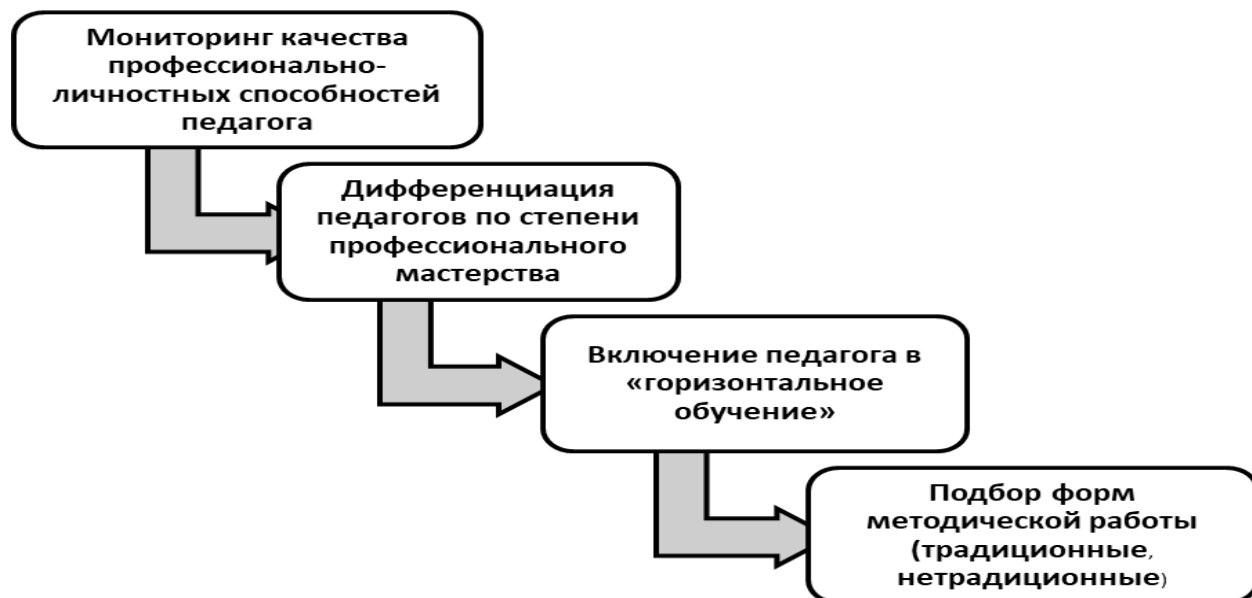 Мониторинг качества
профессионально-
личностных способностей
педагога
Дифференциация
педагогов по степени
профессионального
мастерства
Включение педагога в
«горизонтальное
обучение»
Подбор форм
методической работы
(традиционные,
нетрадиционные)